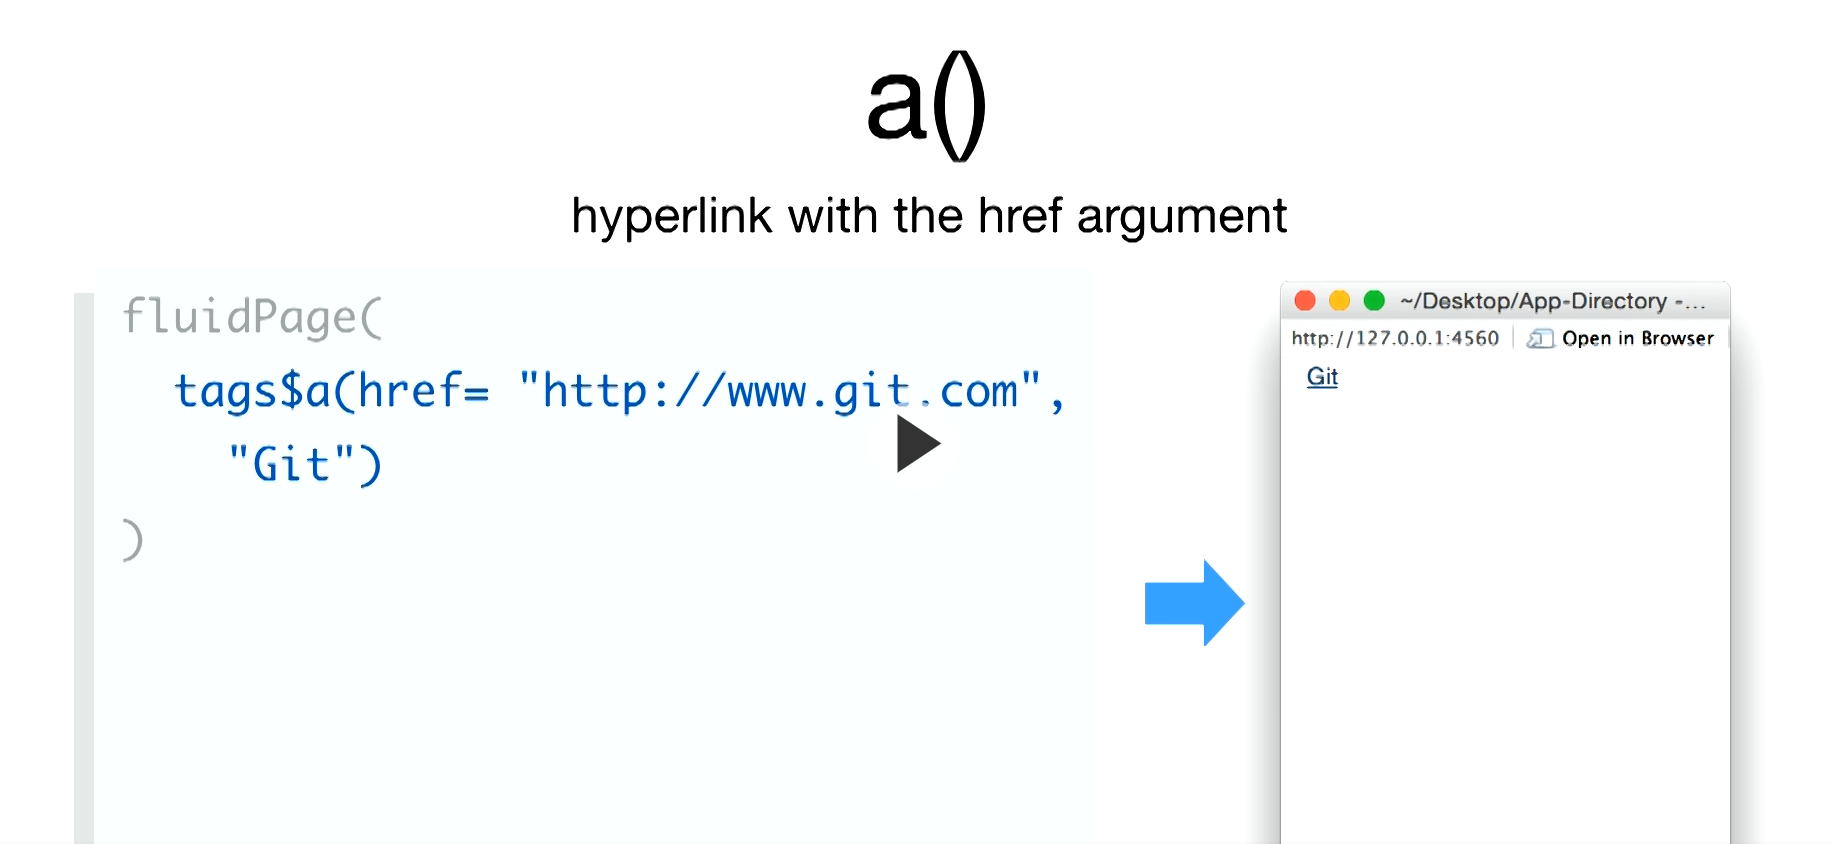 a()
hyperlink with the href argument
fluidPage(
tags$a(href= "http://www.git.com",
"Git")
)
~/Desktop/App-Directory -...
http://127.0.0.1:4560 Open in Browser
Git